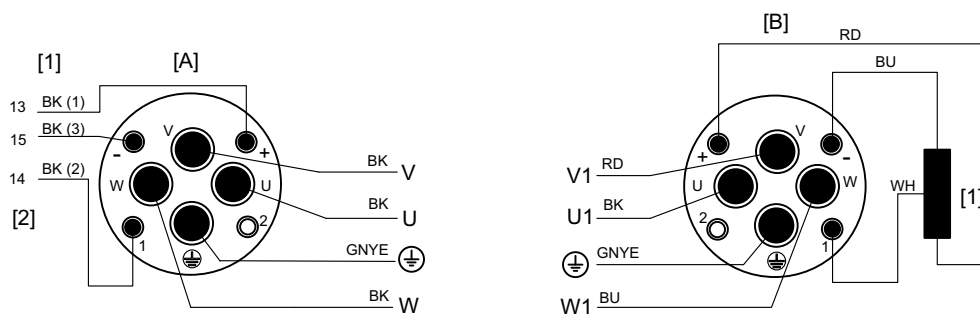 [1]
[A]
13 BK (1)
15 BK (3)
14 BK (2)
[2]
V
-
+
W
U
1
2
BK V
BK U
GNYE
BK W
[B]
RD
BU
V
+
-
U
W
2
1
V1 RD
U1 BK
GNYE
W1 BU
WH
[1]